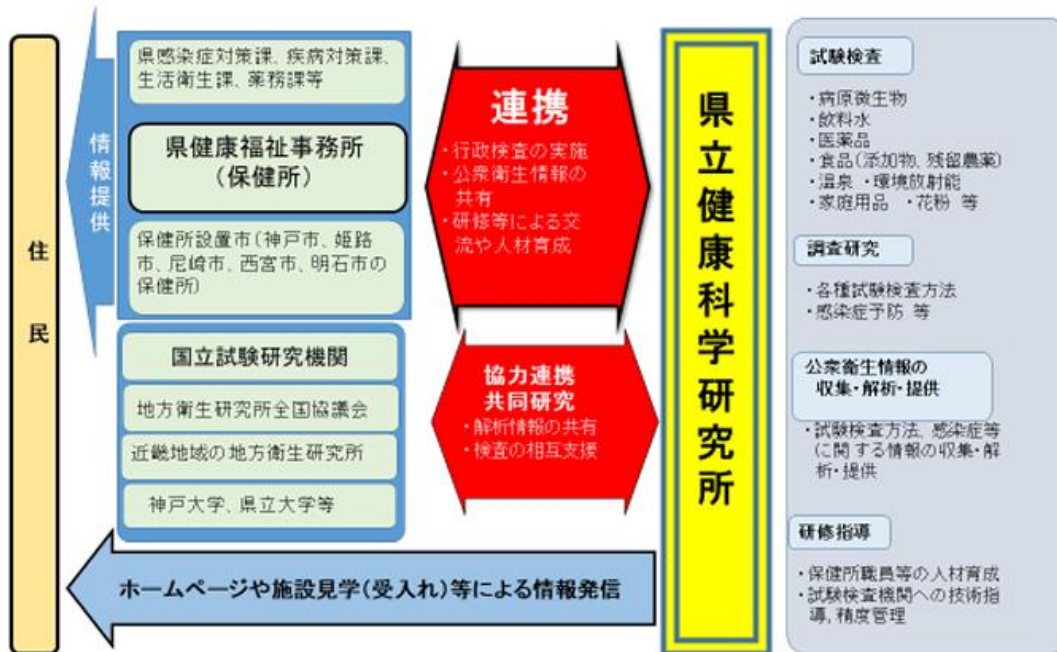 住民
情報提供
県感染症対策課、疾病対策課、
生活衛生課、薬務課等
県健康福祉事務所
(保健所)
保健所設置市(神戸市、姫路
市、尼崎市、西宮市、明石市の
保健所)
国立試験研究機関
地方衛生研究所全国協議会
近畿地域の地方衛生研究所
神戸大学、県立大学等
連携
・行政検査の実施
・公衆衛生情報の
共有
・研修等による交
流や人材育成
協力連携
共同研究
・解析情報の共有
・検査の相互支援
ホームページや施設見学(受入れ)等による情報発信
県立健康科学研究所
試験検査
・病原微生物
・飲料水
・医薬品
・食品(添加物、残留農薬)
・温泉 ・環境放射能
・家庭用品 ・花粉 等
調査研究
・各種試験検査方法
・感染症予防 等
公衆衛生情報の
収集・解析・提供
・試験検査方法、感染症等
に関する情報の収集・解
析・提供
研修指導
・保健所職員等の人材育成
・試験検査機関への技術指
導,精度管理